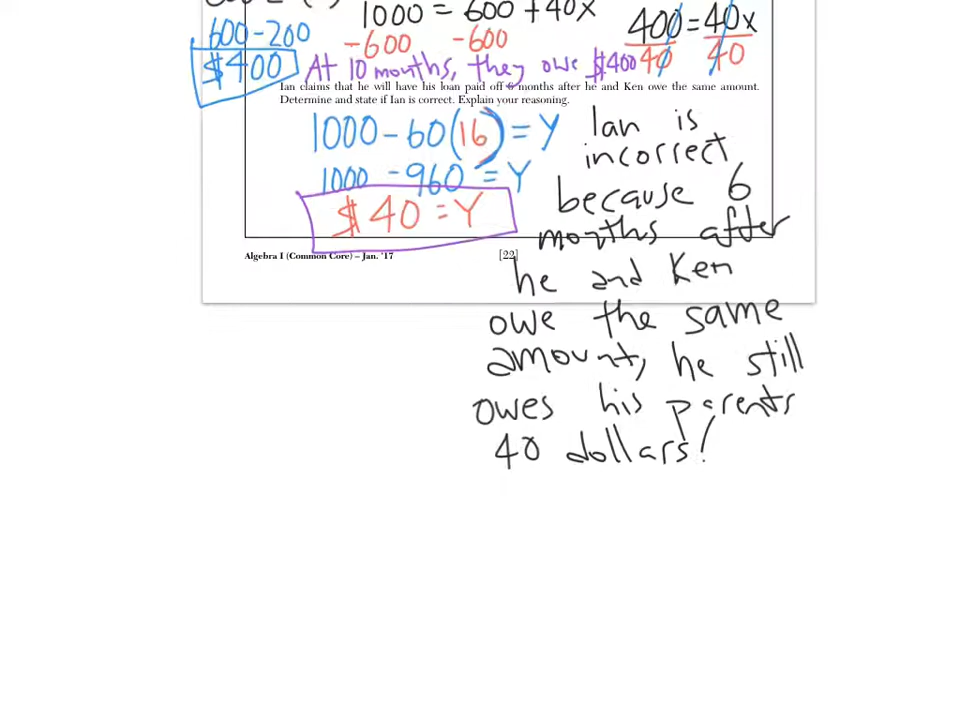 1000 = 600 + 40x
400 = 40x
600 - 200
-600 -600
40 40
$400
At 10 months, they owe $400
Ian claims that he will have his loan paid off 6 months after he and Ken owe the same amount.
Determine and state if Ian is correct. Explain your reasoning.
1000 - 60(16) = Y
1000 - 960 = Y
$40 = Y
Ian is
incorrect
because 6
months after
he and Ken
owe the same
amount, he still
owes his parents
40 dollars!
Algebra I (Common Core) – Jan. '17
[22]